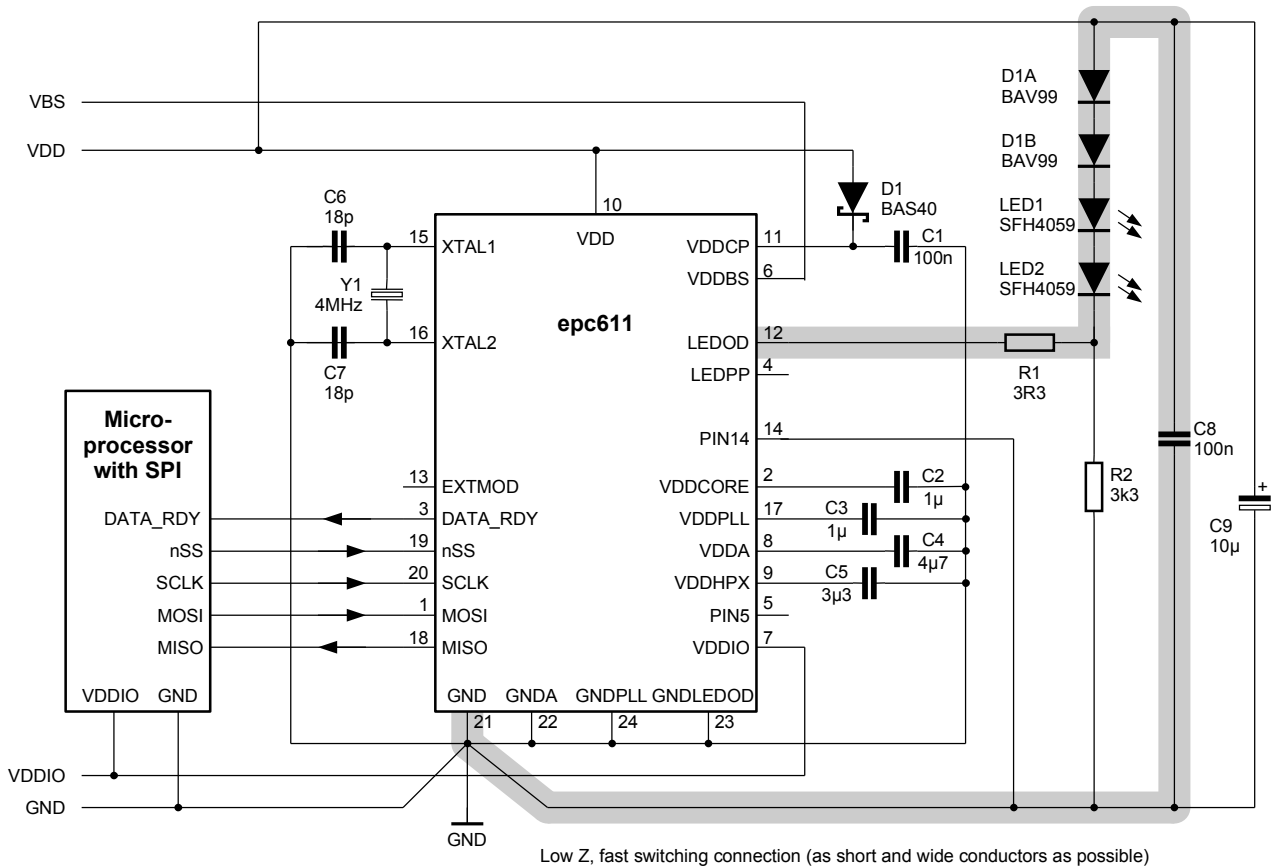 VBS
VDD
D1A
BAV99
D1B
BAV99
LED1
SFH4059
LED2
SFH4059
C6
18p
Y1
4MHz
C7
18p
15
16
10
VDD
XTAL1
XTAL2
epc611
VDDCP
VDDBS
LEDOD
LEDPP
PIN14
11
6
12
4
14
D1
BAS40
C1
100n
R1
3R3
R2
3k3
C8
100n
+
C9
10µ
Micro-
processor
with SPI
DATA_RDY
nSS
SCLK
MOSI
MISO
VDDIO GND
13
3
19
20
1
18
EXTMOD
DATA_RDY
nSS
SCLK
MOSI
MISO
VDDCORE
VDDPLL
VDDA
VDDHPX
PIN5
VDDIO
2
17
8
9
5
7
C2
1µ
C3
1µ
C4
4µ7
C5
3µ3
GND GNDA GNDPLL GNDLEDOD
21 22 24 23
VDDIO
GND
GND
Low Z, fast switching connection (as short and wide conductors as possible)